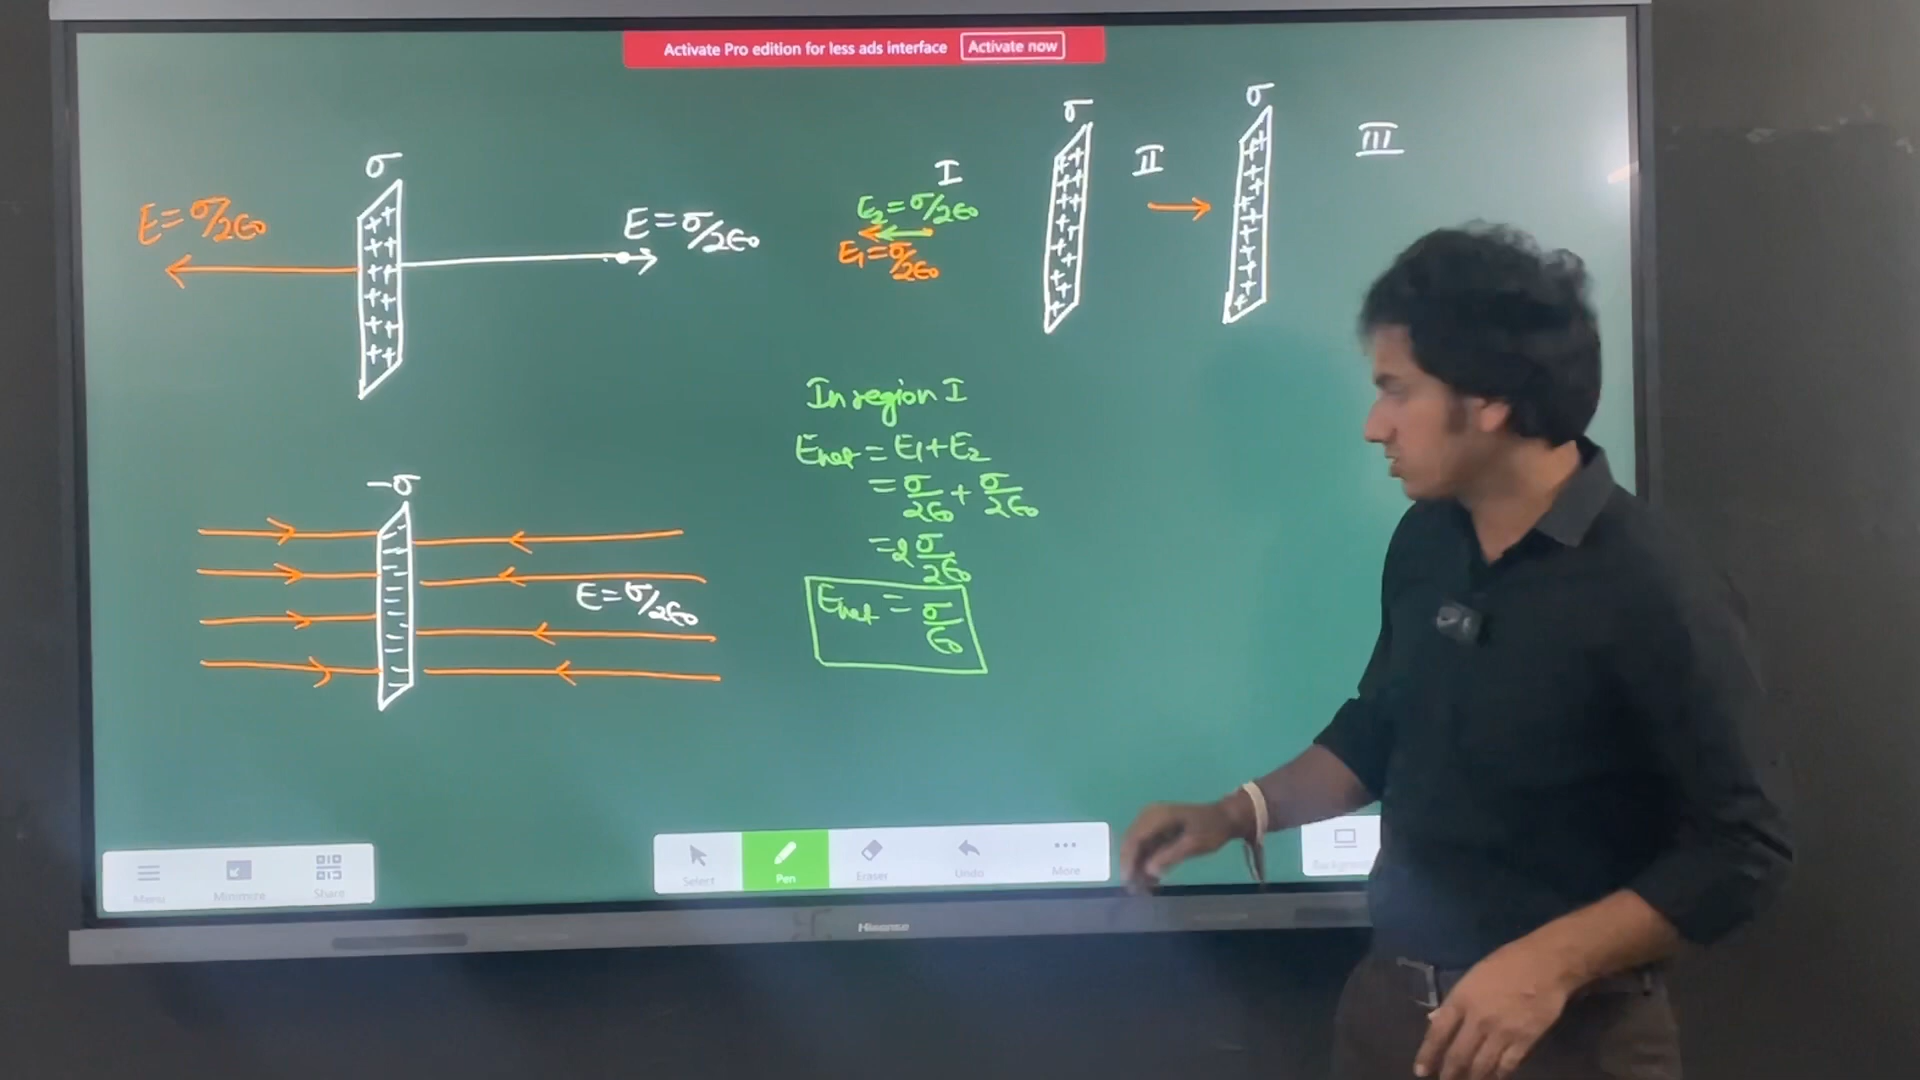 Activate Pro edition for less ads interface Activate now
σ
E = σ/2ϵ₀
E = σ/2ϵ₀
-σ
E = σ/2ϵ₀
σ
σ
I
II
III
E₂ = σ/2ϵ₀
E₁ = σ/2ϵ₀
In region I
Enet = E₁ + E₂
= σ/2ϵ₀ + σ/2ϵ₀
= 2 σ/2ϵ₀
Enet = σ/ϵ₀
Menu
Minimize
Share
Select
Pen
Eraser
Undo
More
Background
Hisense